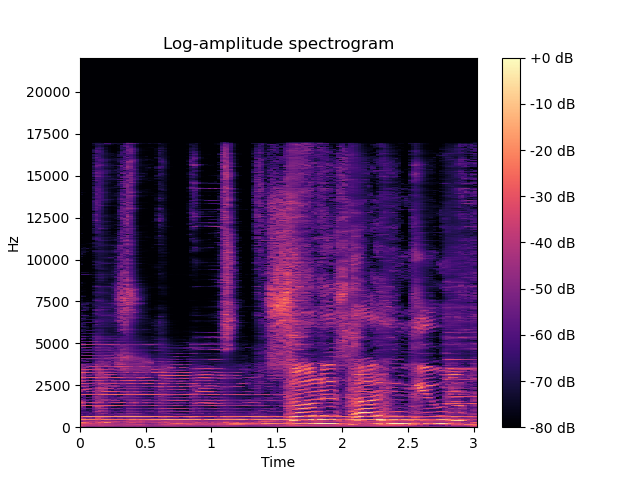 Log-amplitude spectrogram
Hz
20000
17500
15000
12500
10000
7500
5000
2500
0
0 0.5 1 1.5 2 2.5 3
Time
+0 dB
-10 dB
-20 dB
-30 dB
-40 dB
-50 dB
-60 dB
-70 dB
-80 dB